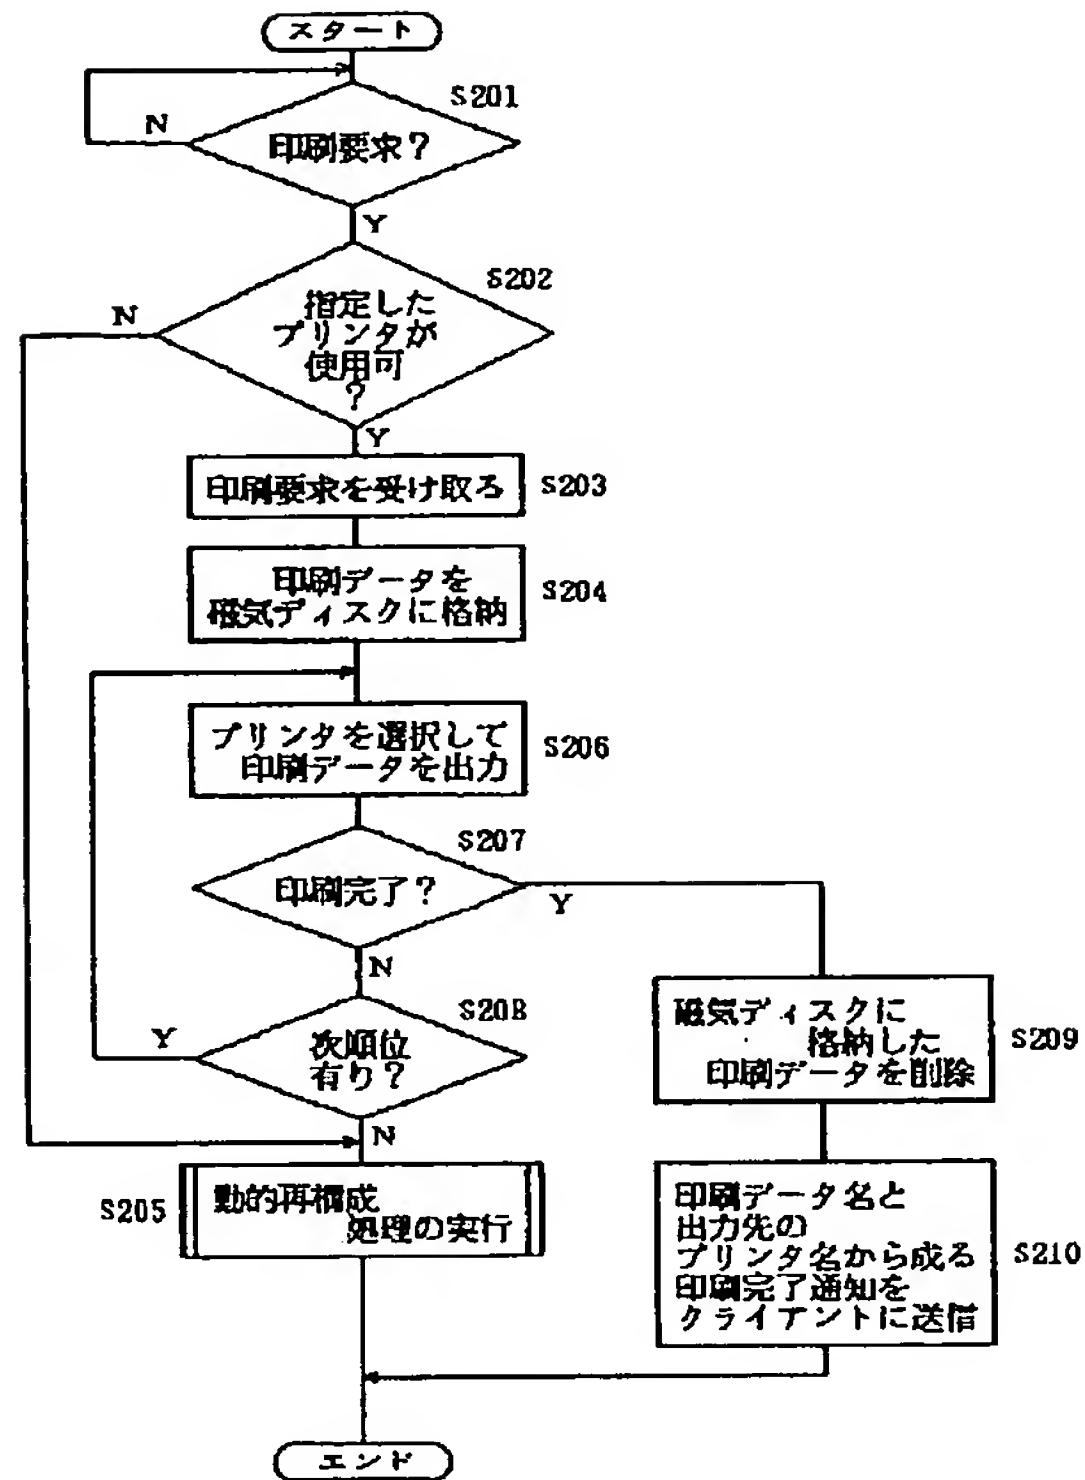 スタート
S201
N
印刷要求?
Y
S202
N
指定した
プリンタが
使用可
?
Y
印刷要求を受け取る
S203
印刷データを
磁気ディスクに格納
S204
プリンタを選択して
印刷データを出力
S206
S207
印刷完了?
Y
N
S208
Y
次順位
有り?
N
磁気ディスクに
格納した
印刷データを削除
S209
S205
動的再構成
処理の実行
印刷データ名と
出力先の
プリンタ名から成る
印刷完了通知を
クライアントに送信
S210
エンド